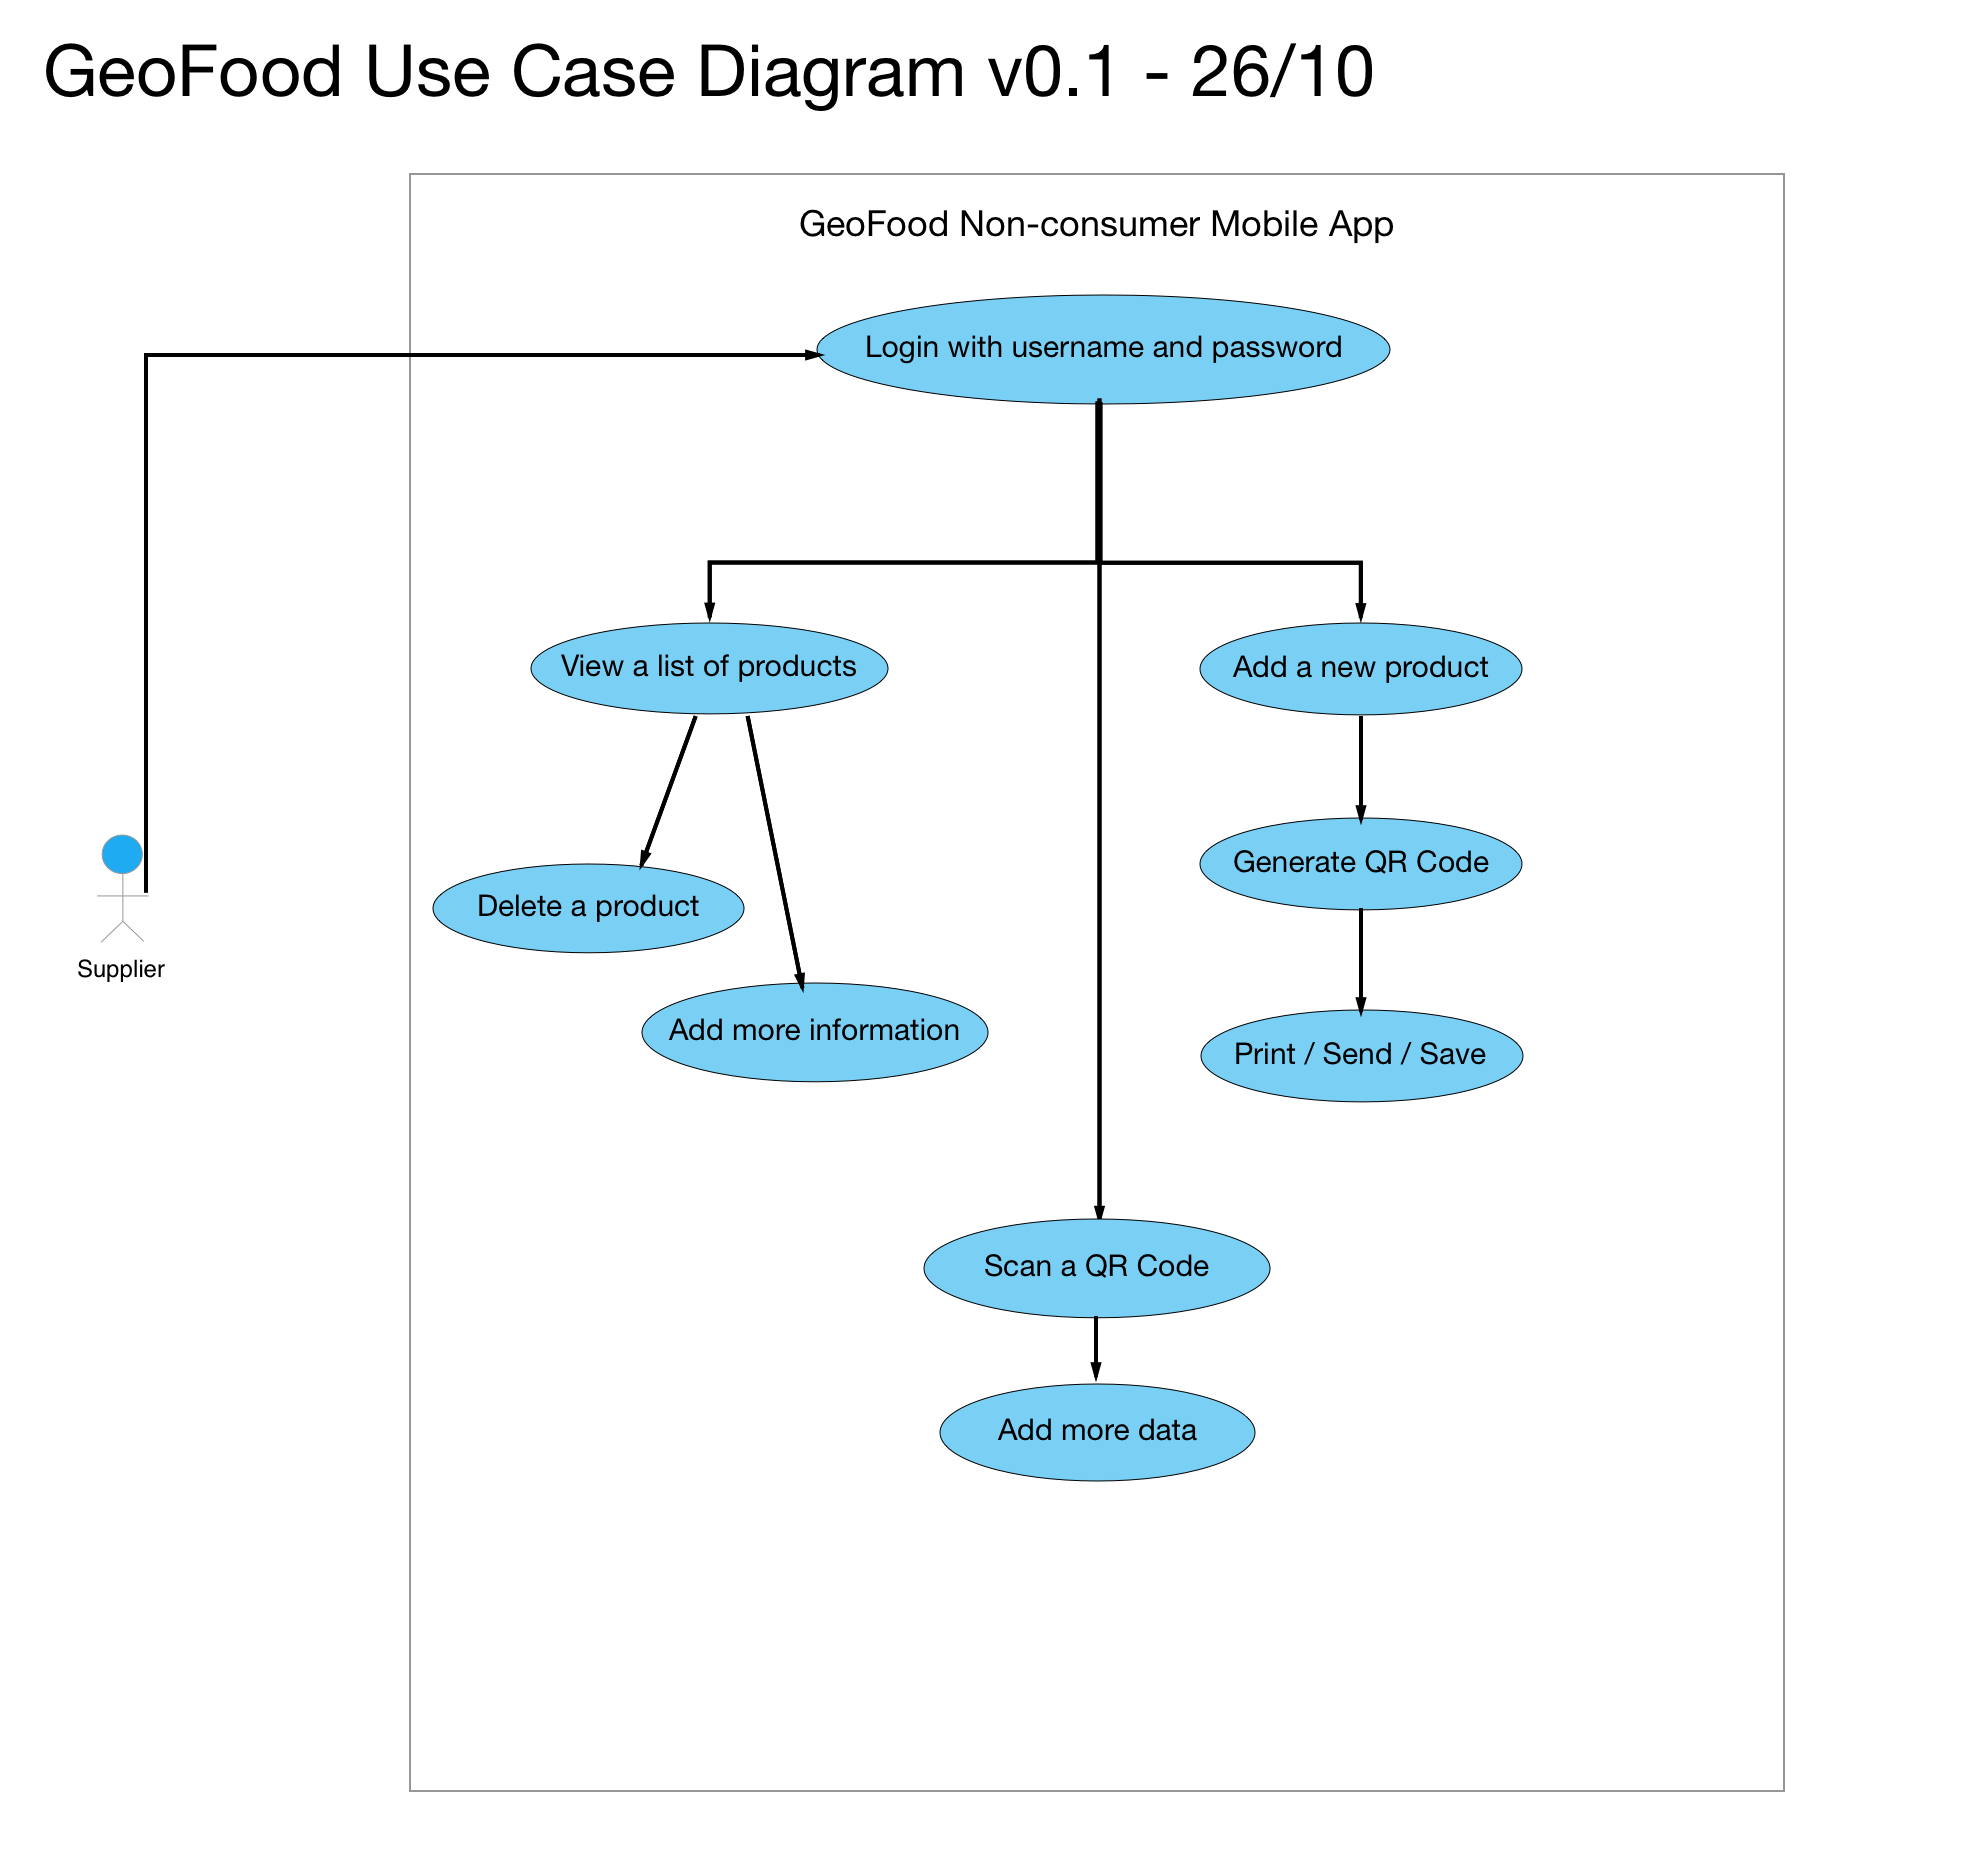 GeoFood Use Case Diagram v0.1 - 26/10
GeoFood Non-consumer Mobile App
Login with username and password
View a list of products
Add a new product
Generate QR Code
Delete a product
Supplier
Add more information
Print / Send / Save
Scan a QR Code
Add more data